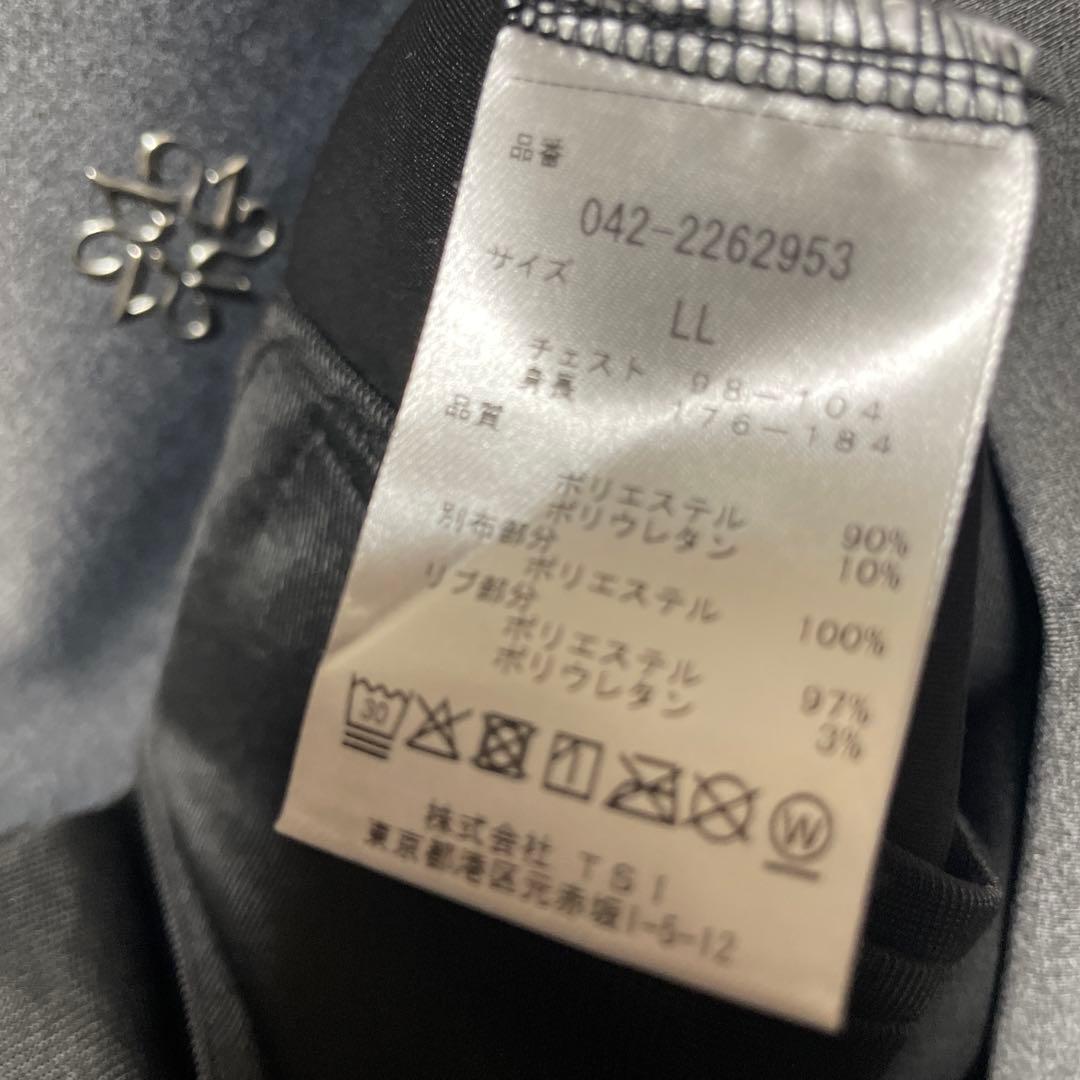 品番
042-2262953
サイズ
LL
チェスト 98-104
身長 176-184
品質
ポリエステル 90%
ポリウレタン 10%
別布部分
ポリエステル 100%
リブ部分
ポリエステル 97%
ポリウレタン 3%
30
W
株式会社 TSI
東京都港区元赤坂1-5-12